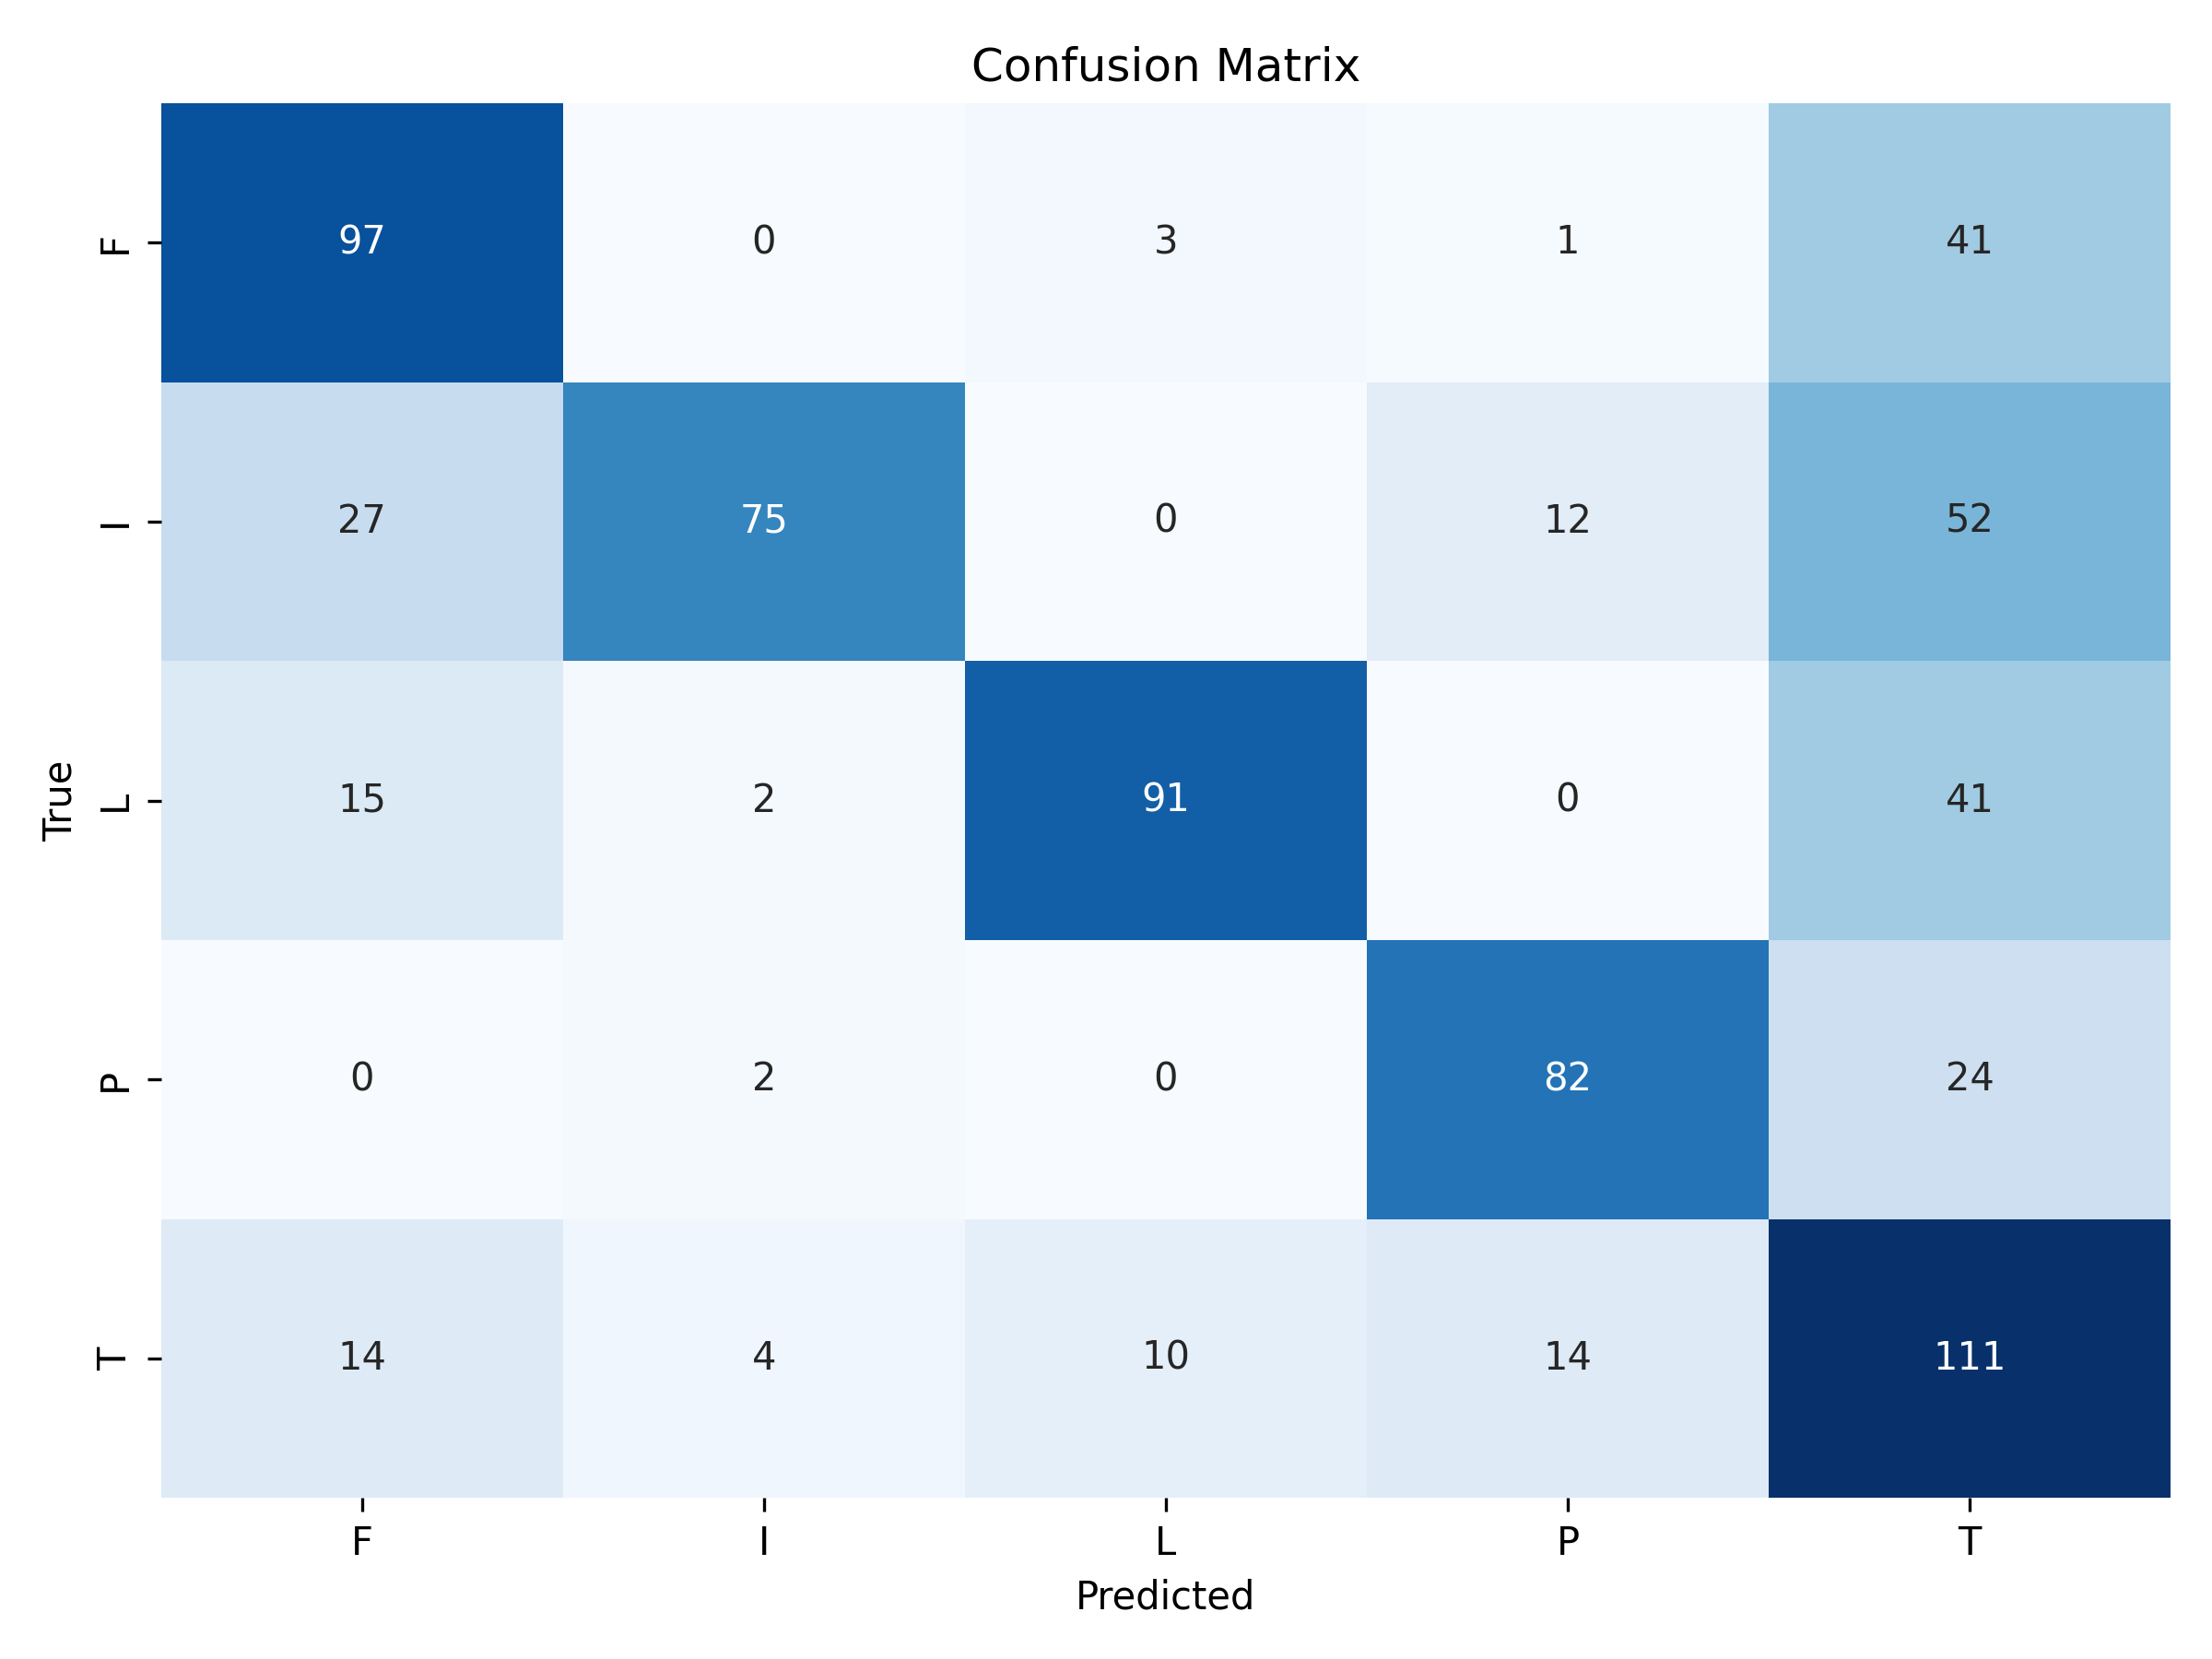 Confusion Matrix
F 97 0 3 1 41
I 27 75 0 12 52
L 15 2 91 0 41
P 0 2 0 82 24
T 14 4 10 14 111
True
F I L P T
Predicted